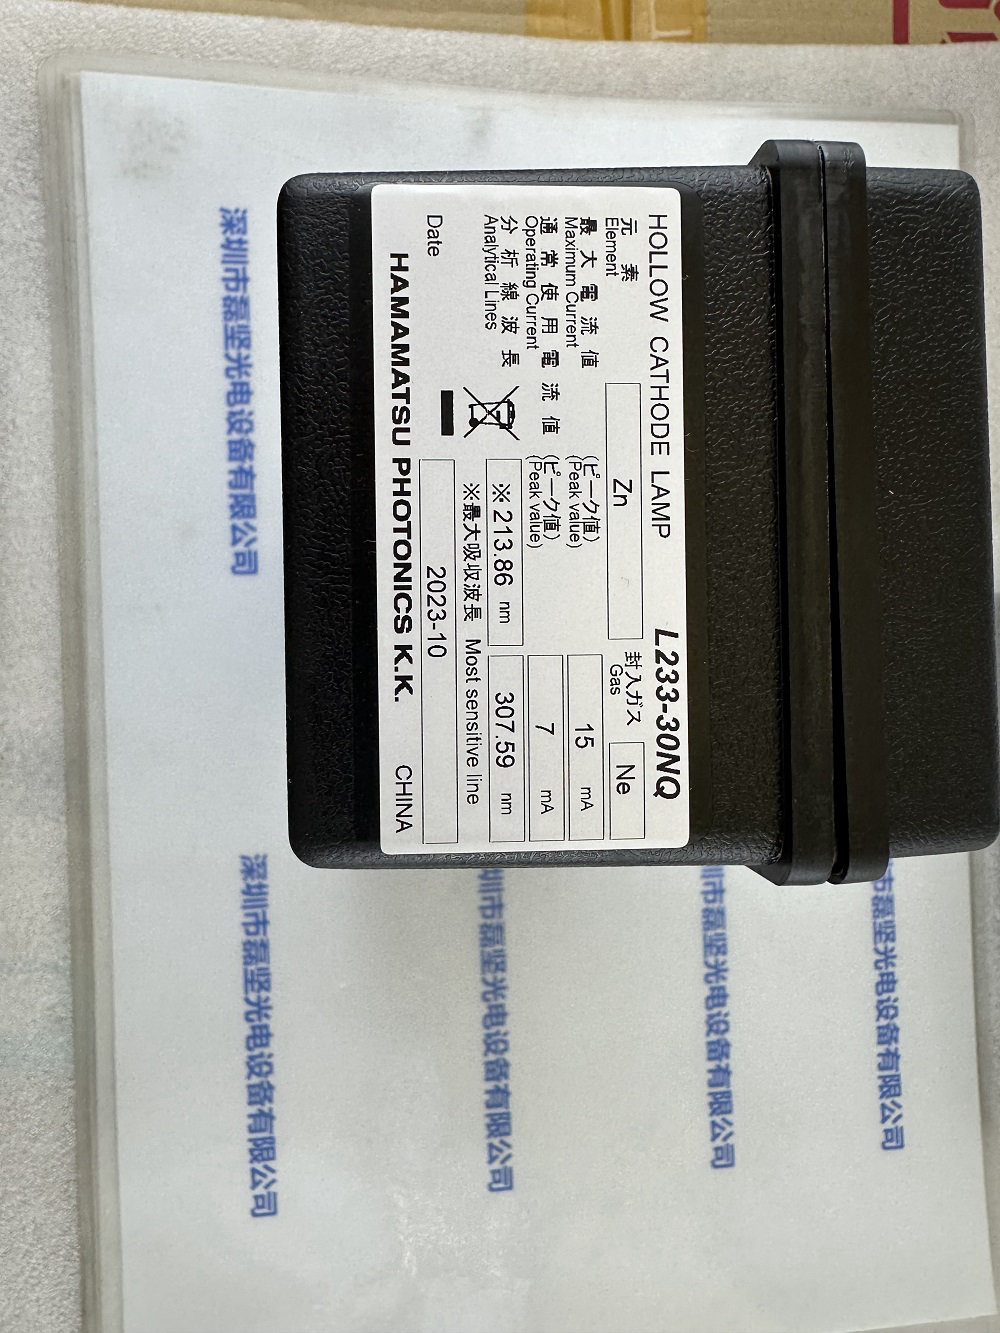 HOLLOW CATHODE LAMP L233-30NQ
元素 Zn 封入ガス Ne
Element Gas
最大電流値 (ピーク値) 15 mA
Maximum Current (Peak value)
通常使用電流値 (ピーク値) 7 mA
Operating Current (Peak value)
分析線波長 ※213.86 nm 307.59 nm
Analytical Lines
※最大吸収波長 Most sensitive line
Date 2023-10
HAMAMATSU PHOTONICS K.K. CHINA
深圳市磊坚光电设备有限公司
深圳市磊坚光电设备有限公司
圳市磊坚光电设备有限公司
圳市磊坚光电设备有限公司
市磊坚光电设备有限公司